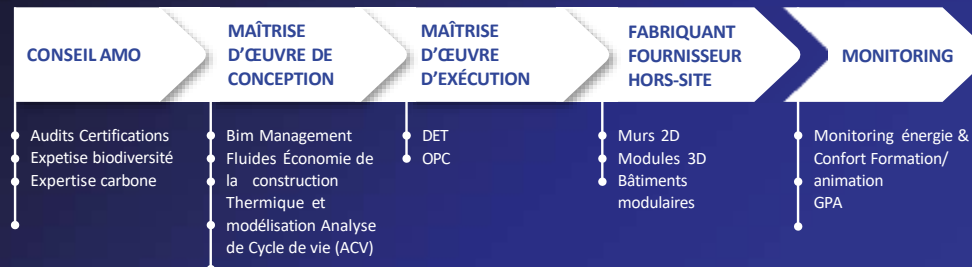 CONSEIL AMO
MAÎTRISE
D'ŒUVRE DE
CONCEPTION
MAÎTRISE
D'ŒUVRE
D'EXÉCUTION
FABRIQUANT
FOURNISSEUR
HORS-SITE
MONITORING
Audits Certifications
Expetise biodiversité
Expertise carbone
Bim Management
Fluides Économie de
la construction
Thermique et
modélisation Analyse
de Cycle de vie (ACV)
DET
OPC
Murs 2D
Modules 3D
Bâtiments
modulaires
Monitoring énergie &
Confort Formation/
animation
GPA